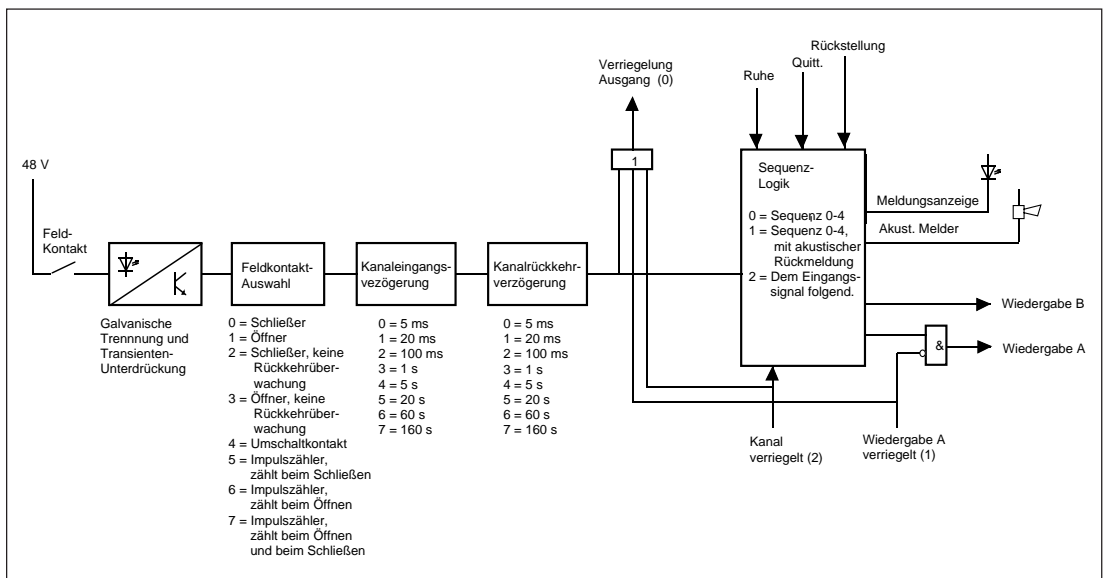 Rückstellung
Quitt.
Verriegelung
Ausgang (0)
Ruhe
48 V
1
Sequenz-
Logik
0 = Sequenz 0-4
1 = Sequenz 0-4,
mit akustischer
Rückmeldung
2 = Dem Eingangs-
signal folgend.
Meldungsanzeige
Akust. Melder
Feld-
Kontakt
Feldkontakt-
Auswahl
Kanaleingangs-
vezögerung
Kanalrückkehr-
verzögerung
Wiedergabe B
&
Wiedergabe A
Galvanische
Trennnung und
Transienten-
Unterdrückung
0 = Schließer
1 = Öffner
2 = Schließer, keine
Rückkehrüber-
wachung
3 = Öffner, keine
Rückkehrüber-
wachung
4 = Umschaltkontakt
5 = Impulszähler,
zählt beim Schließen
6 = Impulszähler,
zählt beim Öffnen
7 = Impulszähler,
zählt beim Öffnen
und beim Schließen
0 = 5 ms
1 = 20 ms
2 = 100 ms
3 = 1 s
4 = 5 s
5 = 20 s
6 = 60 s
7 = 160 s
0 = 5 ms
1 = 20 ms
2 = 100 ms
3 = 1 s
4 = 5 s
5 = 20 s
6 = 60 s
7 = 160 s
Kanal
verriegelt (2)
Wiedergabe A
verriegelt (1)